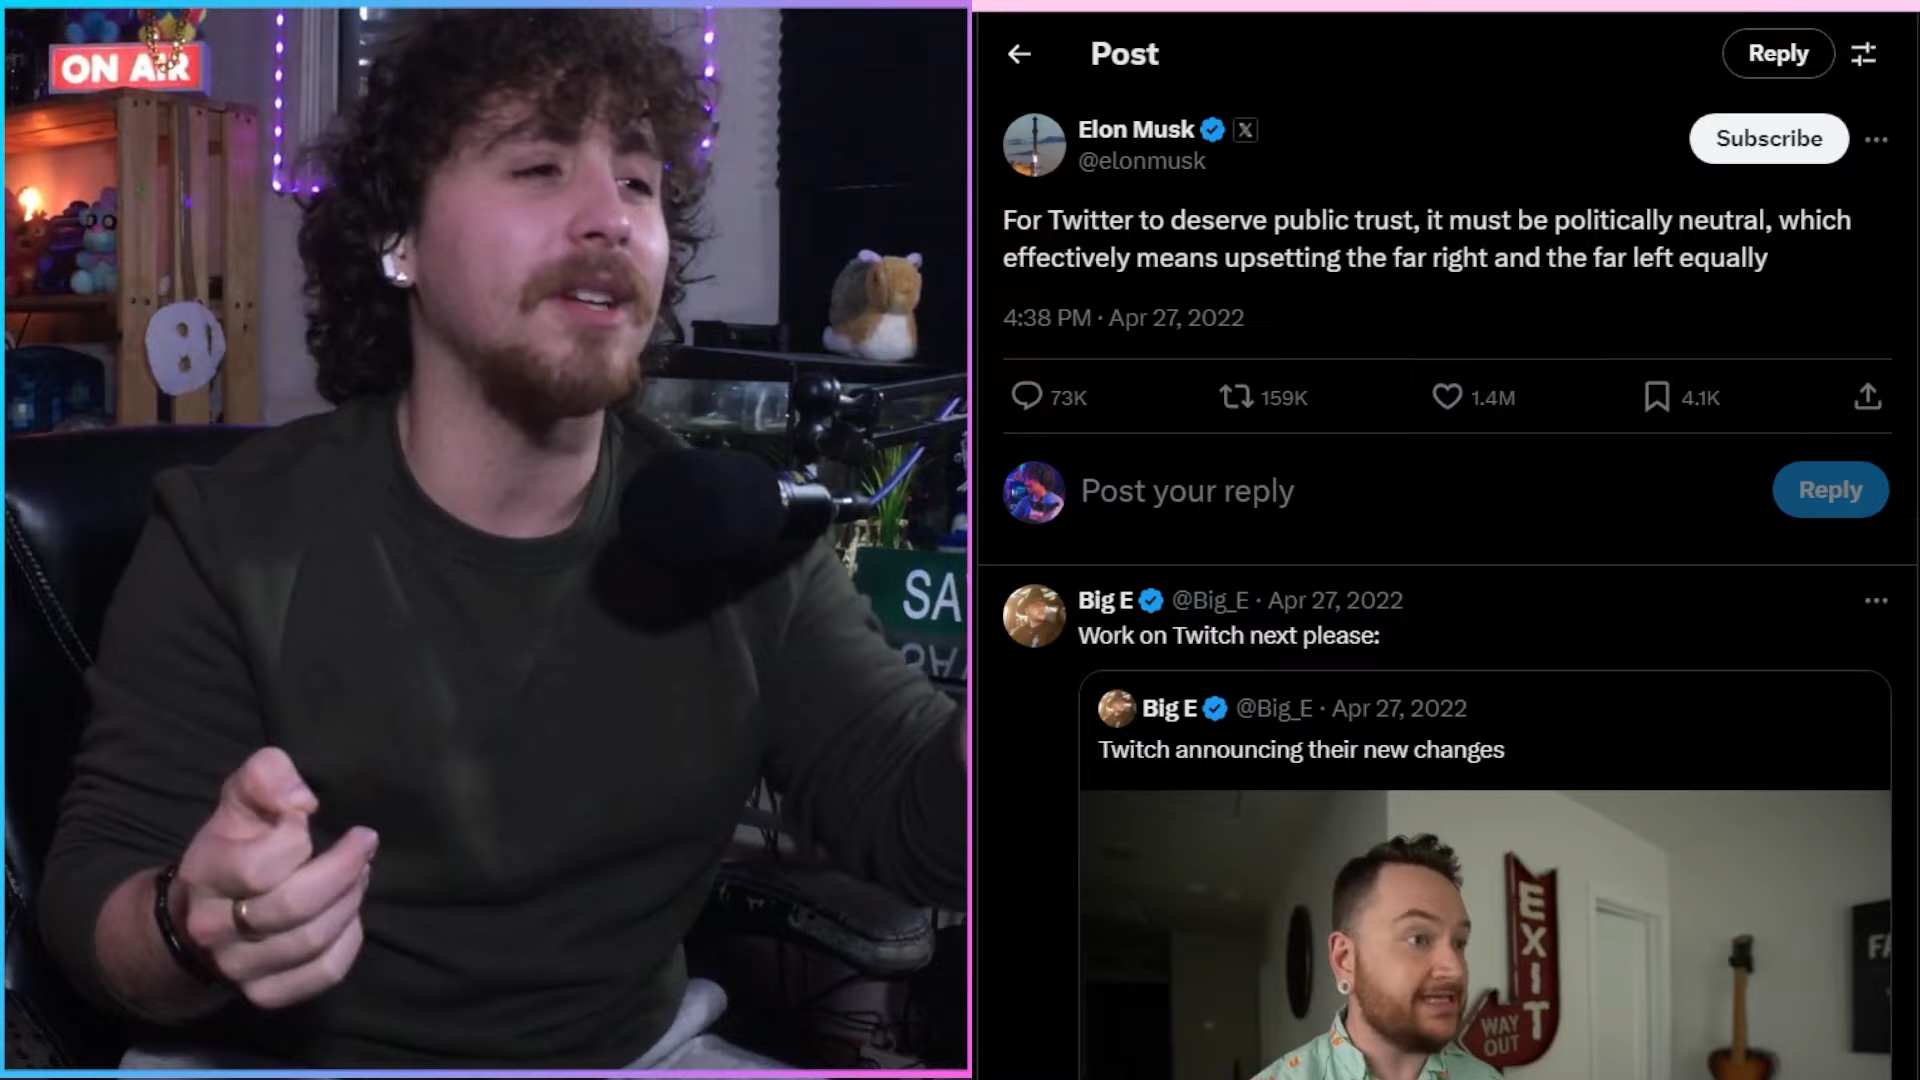 ON AIR
SA
Post
Reply
Elon Musk
@elonmusk
Subscribe
For Twitter to deserve public trust, it must be politically neutral, which
effectively means upsetting the far right and the far left equally
4:38 PM · Apr 27, 2022
73K
159K
1.4M
4.1K
Post your reply
Reply
Big E @Big_E · Apr 27, 2022
Work on Twitch next please:
Big E @Big_E · Apr 27, 2022
Twitch announcing their new changes
EXIT
WAY
OUT
FA